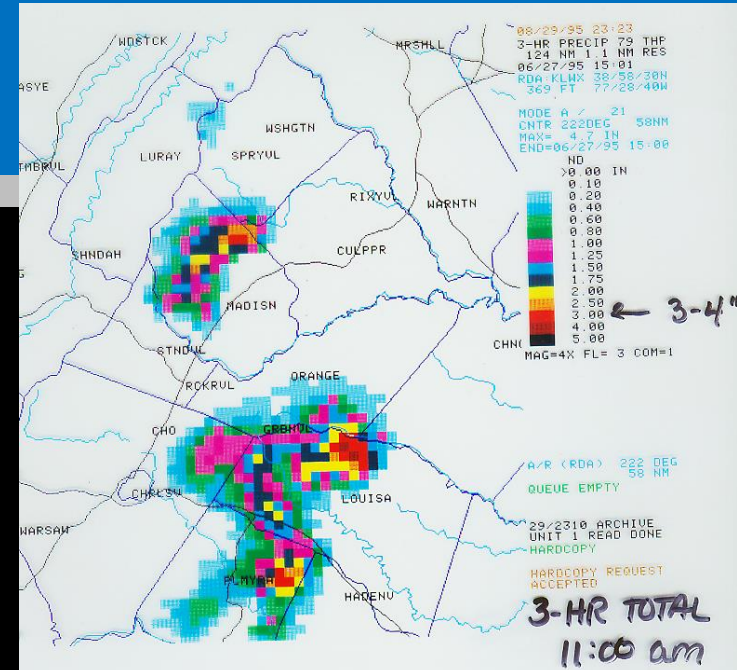 WDSTCK
MRSHLL
ASYE
WSHGTN
LURAY
SPRYVL
TMBRVL
RIXYVL
WARNTN
SHNDAH
CULPPR
MADISN
STNDVL
RCKRVL
ORANGE
CHO
GRBHVL
CHRLSV
LOUISA
WARSAW
PLMYRA
HADENV
08/29/95 23:23
3-HR PRECIP 79 THP
124 NM 1.1 NM RES
06/27/95 15:01
RDA:KLWX 38/58/30N
369 FT 77/28/40W
MODE A / 21
CNTR 222DEG 58NM
MAX= 4.7 IN
END=06/27/95 15:00
ND
>0.00 IN
0.10
0.20
0.40
0.60
0.80
1.00
1.25
1.50
1.75
2.00
2.50
3.00 ← 3-4"
4.00
5.00
MAG=4X FL= 3 COM=1
A/R (RDA) 222 DEG
58 NM
QUEUE EMPTY
29/2310 ARCHIVE
UNIT 1 READ DONE
HARDCOPY
HARDCOPY REQUEST
ACCEPTED
3-HR TOTAL
11:00 am